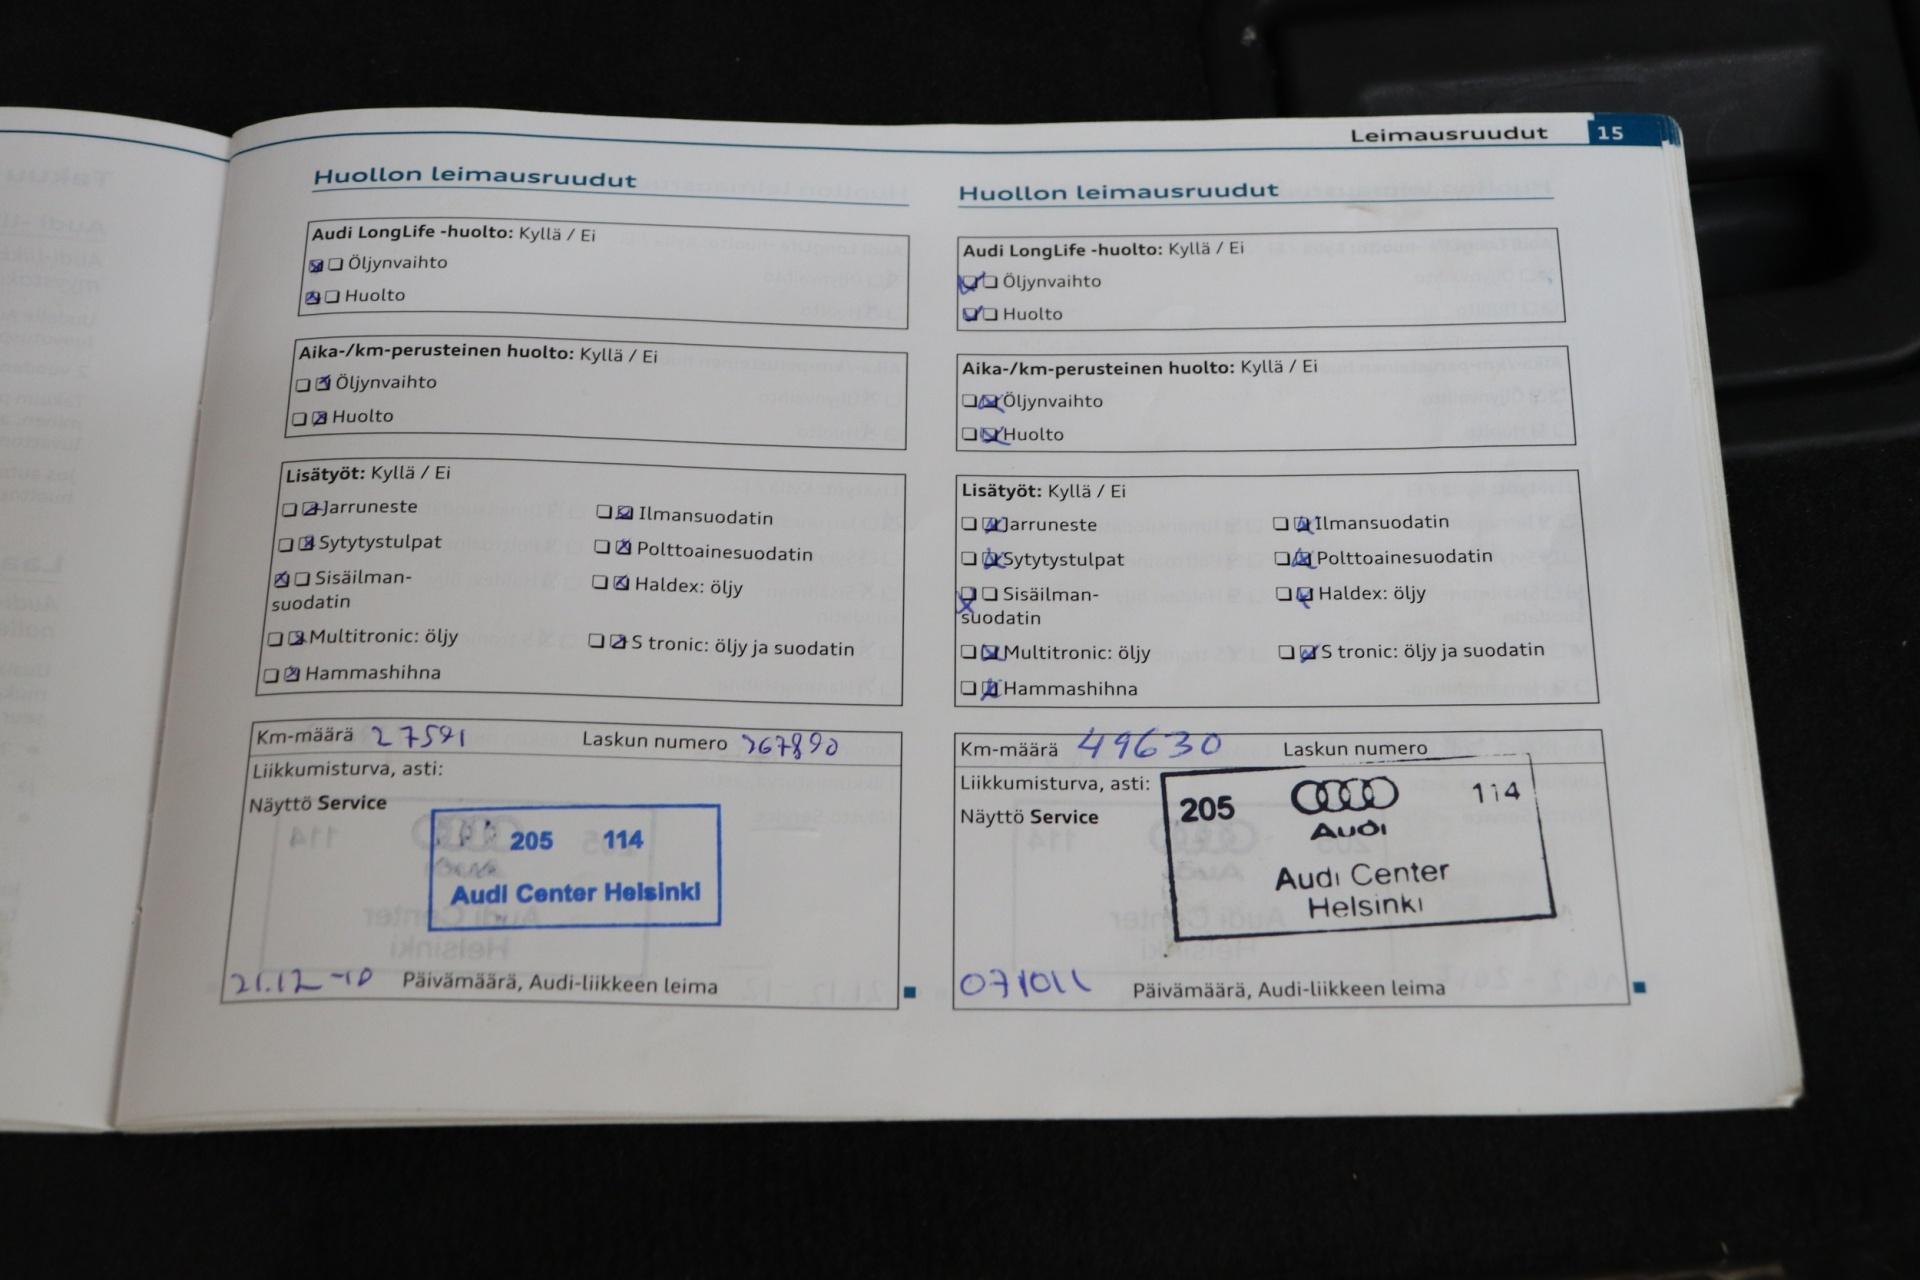 Leimausruudut 15
Huollon leimausruudut
Audi LongLife -huolto: Kyllä / Ei
Öljynvaihto
Huolto
Aika-/km-perusteinen huolto: Kyllä / Ei
Öljynvaihto
Huolto
Lisätyöt: Kyllä / Ei
Jarruneste
Ilmansuodatin
Sytytystulpat
Polttoainesuodatin
Sisäilman-
suodatin
Haldex: öljy
Multitronic: öljy
S tronic: öljy ja suodatin
Hammashihna
Km-määrä 27591 Laskun numero 767890
Liikkumisturva, asti:
Näyttö Service
205 114
Audi Center Helsinki
21.12-10 Päivämäärä, Audi-liikkeen leima
Huollon leimausruudut
Audi LongLife -huolto: Kyllä / Ei
Öljynvaihto
Huolto
Aika-/km-perusteinen huolto: Kyllä / Ei
Öljynvaihto
Huolto
Lisätyöt: Kyllä / Ei
Jarruneste
Ilmansuodatin
Sytytystulpat
Polttoainesuodatin
Sisäilman-
suodatin
Haldex: öljy
Multitronic: öljy
S tronic: öljy ja suodatin
Hammashihna
Km-määrä 49630 Laskun numero
Liikkumisturva, asti:
Näyttö Service
205 114
Audi
Audi Center
Helsinki
071011 Päivämäärä, Audi-liikkeen leima